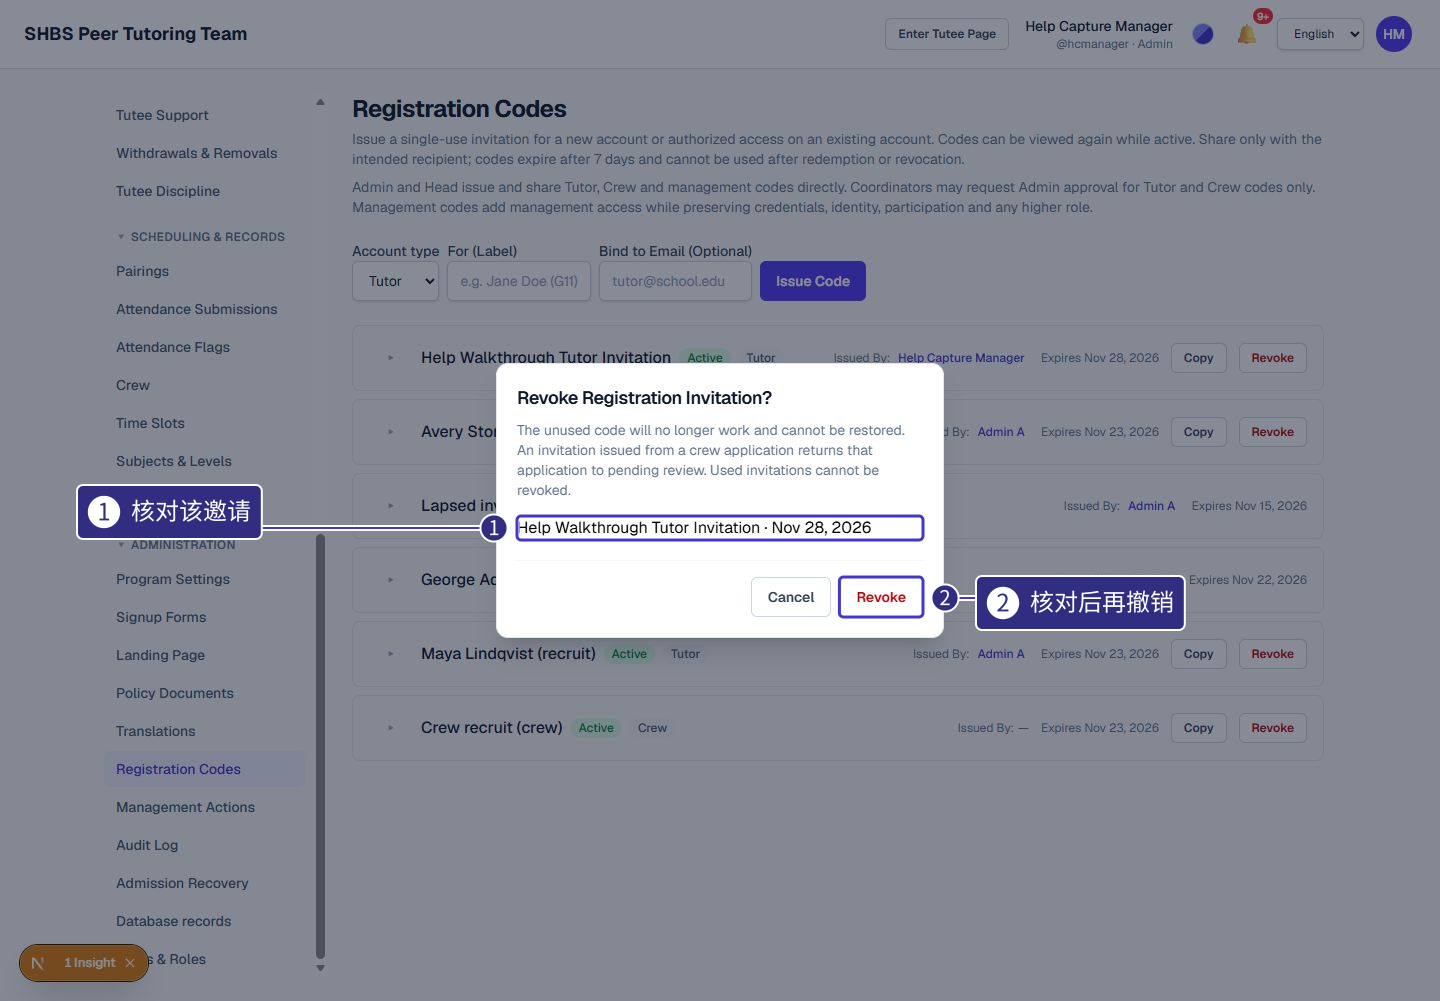 SHBS Peer Tutoring Team
Enter Tutee Page
Help Capture Manager
@hcmanager · Admin
9+
English
HM
Tutee Support
Withdrawals & Removals
Tutee Discipline
SCHEDULING & RECORDS
Pairings
Attendance Submissions
Attendance Flags
Crew
Time Slots
Subjects & Levels
ADMINISTRATION
Program Settings
Signup Forms
Landing Page
Policy Documents
Translations
Registration Codes
Management Actions
Audit Log
Admission Recovery
Database records
& Roles
1 Insight
Registration Codes
Issue a single-use invitation for a new account or authorized access on an existing account. Codes can be viewed again while active. Share only with the
intended recipient; codes expire after 7 days and cannot be used after redemption or revocation.
Admin and Head issue and share Tutor, Crew and management codes directly. Coordinators may request Admin approval for Tutor and Crew codes only.
Management codes add management access while preserving credentials, identity, participation and any higher role.
Account type For (Label) Bind to Email (Optional)
Tutor e.g. Jane Doe (G11) tutor@school.edu Issue Code
Help Walkthrough Tutor Invitation Active Tutor Issued By: Help Capture Manager Expires Nov 28, 2026 Copy Revoke
Avery By: Admin A Expires Nov 23, 2026 Copy Revoke
Lapsed Issued By: Admin A Expires Nov 15, 2026
George Expires Nov 22, 2026
Maya Lindqvist (recruit) Active Tutor Issued By: Admin A Expires Nov 23, 2026 Copy Revoke
Crew recruit (crew) Active Crew Issued By: — Expires Nov 23, 2026 Copy Revoke
Revoke Registration Invitation?
The unused code will no longer work and cannot be restored.
An invitation issued from a crew application returns that
application to pending review. Used invitations cannot be
revoked.
Help Walkthrough Tutor Invitation · Nov 28, 2026
Cancel Revoke
1 核对该邀请
1
2
2 核对后再撤销